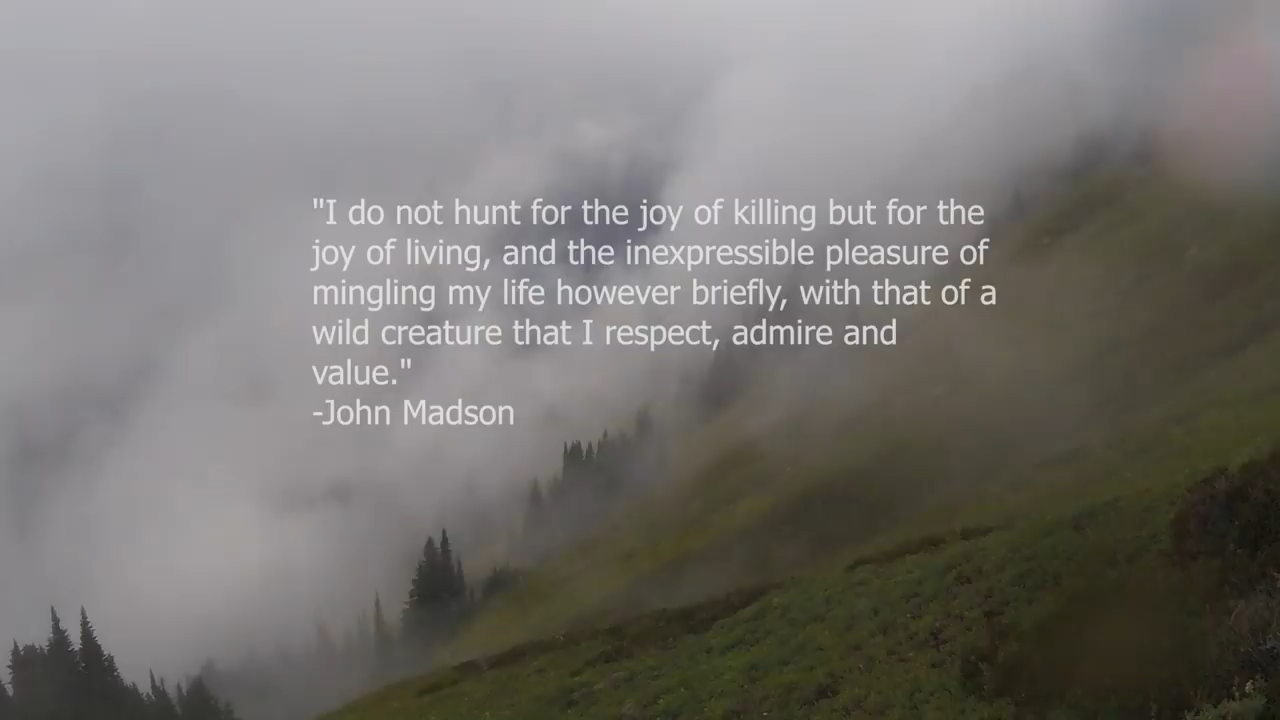 "I do not hunt for the joy of killing but for the
joy of living, and the inexpressible pleasure of
mingling my life however briefly, with that of a
wild creature that I respect, admire and
value."
-John Madson